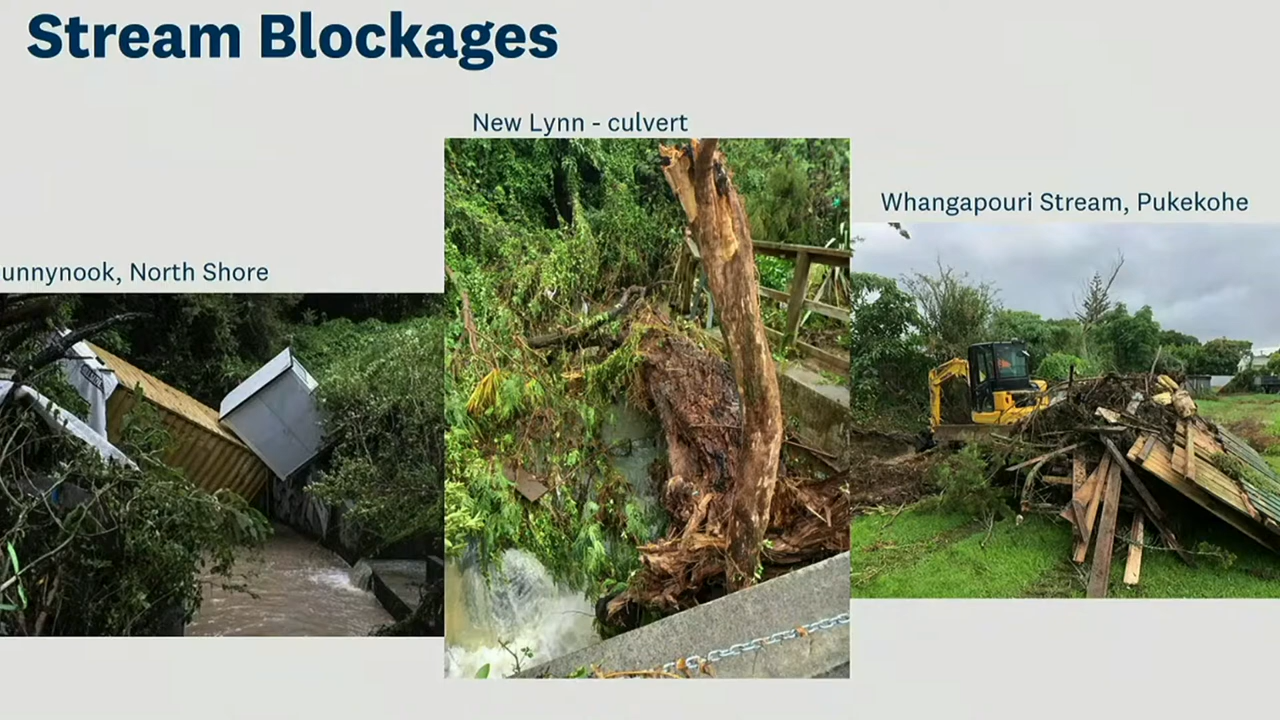 Stream Blockages
New Lynn - culvert
Whangapouri Stream, Pukekohe
unnynook, North Shore